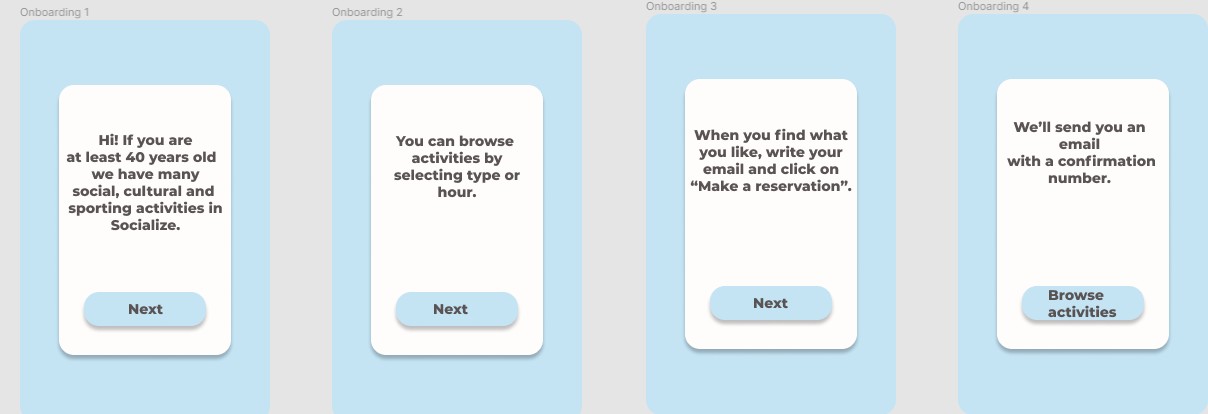 Onboarding 1
Hi! If you are
at least 40 years old
we have many
social, cultural and
sporting activities in
Socialize.
Next
Onboarding 2
You can browse
activities by
selecting type or
hour.
Next
Onboarding 3
When you find what
you like, write your
email and click on
“Make a reservation”.
Next
Onboarding 4
We’ll send you an
email
with a confirmation
number.
Browse
activities